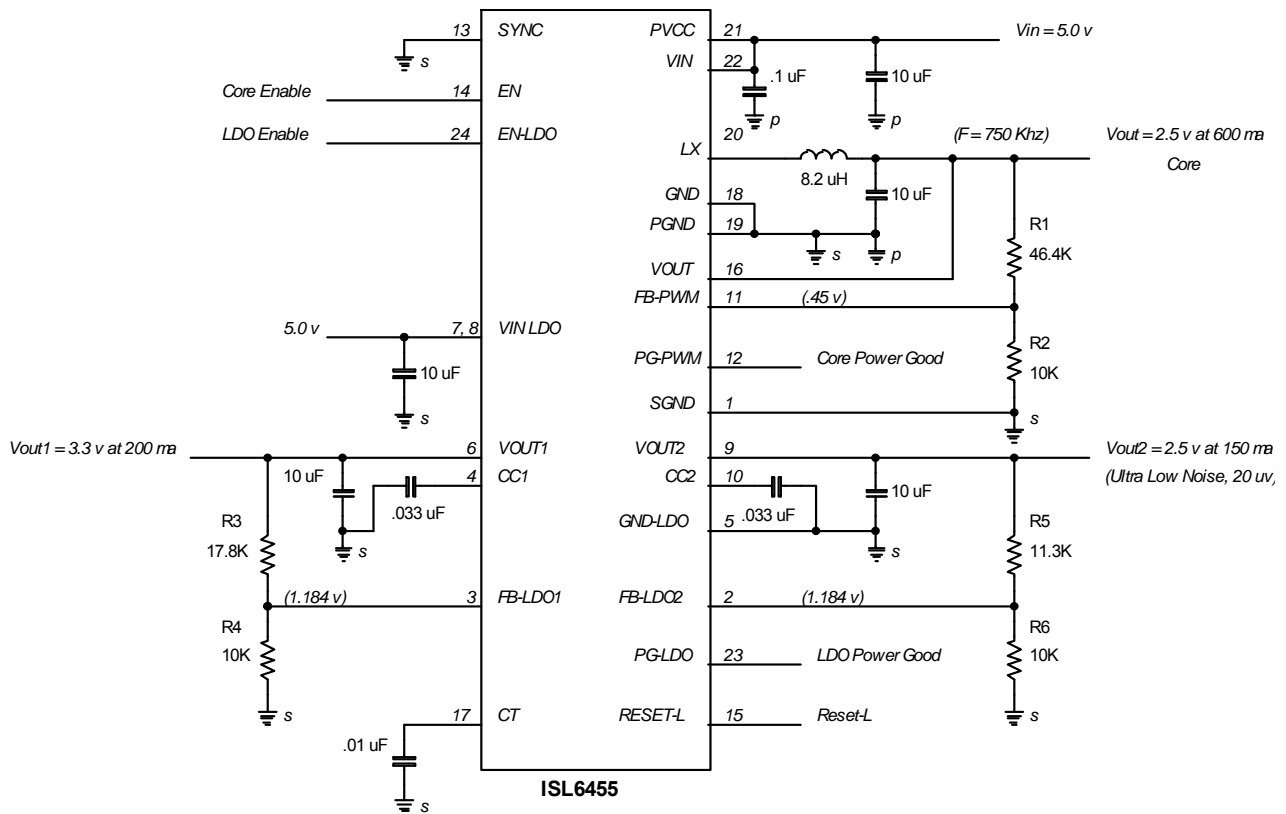 13 SYNC PVCC 21 Vin = 5.0 v
s
VIN 22
.1 uF 10 uF
Core Enable 14 EN
p p
LDO Enable 24 EN-LDO
20 (F = 750 Khz) Vout = 2.5 v at 600 ma
LX
8.2 uH Core
GND 18 10 uF
PGND 19 R1
s p 46.4K
VOUT 16
FB-PWM 11 (.45 v)
5.0 v 7, 8 VIN LDO
R2
PG-PWM 12 Core Power Good 10K
10 uF
SGND 1
s s
Vout1 = 3.3 v at 200 ma 6 VOUT1 VOUT2 9 Vout2 = 2.5 v at 150 ma
10 uF 4 CC1 CC2 10 (Ultra Low Noise, 20 uv)
10 uF
.033 uF .033 uF
R3 GND-LDO 5 R5
17.8K s s 11.3K
(1.184 v) 3 FB-LDO1 FB-LDO2 2 (1.184 v)
R4 R6
10K PG-LDO 23 LDO Power Good 10K
s 17 CT RESET-L 15 Reset-L s
.01 uF
ISL6455
s